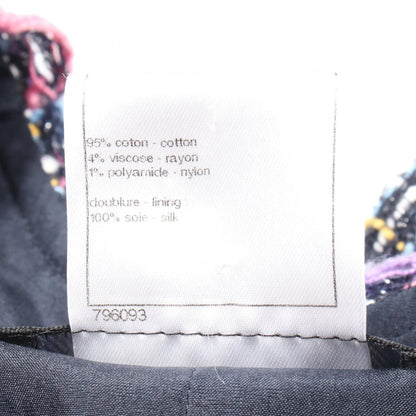 95% coton - cotton
4% viscose - rayon
1% polyamide - nylon
doublure - lining
100% soie - silk
796093